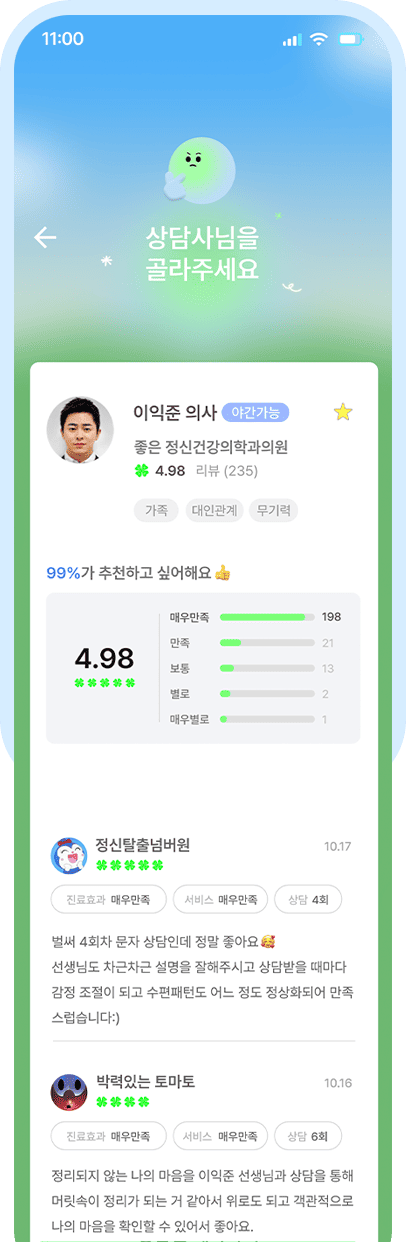 11:00
상담사님을
골라주세요
이익준 의사 야간가능
좋은 정신건강의학과의원
4.98 리뷰 (235)
가족 대인관계 무기력
99%가 추천하고 싶어해요
4.98
매우만족 198
만족 21
보통 13
별로 2
매우별로 1
정신탈출넘버원 10.17
진료효과 매우만족 서비스 매우만족 상담 4회
벌써 4회차 문자 상담인데 정말 좋아요
선생님도 차근차근 설명을 잘해주시고 상담받을 때마다
감정 조절이 되고 수편패턴도 어느 정도 정상화되어 만족
스럽습니다:)
박력있는 토마토 10.16
진료효과 매우만족 서비스 매우만족 상담 6회
정리되지 않는 나의 마음을 이익준 선생님과 상담을 통해
머릿속이 정리가 되는 거 같아서 위로도 되고 객관적으로
나의 마음을 확인할 수 있어서 좋아요.